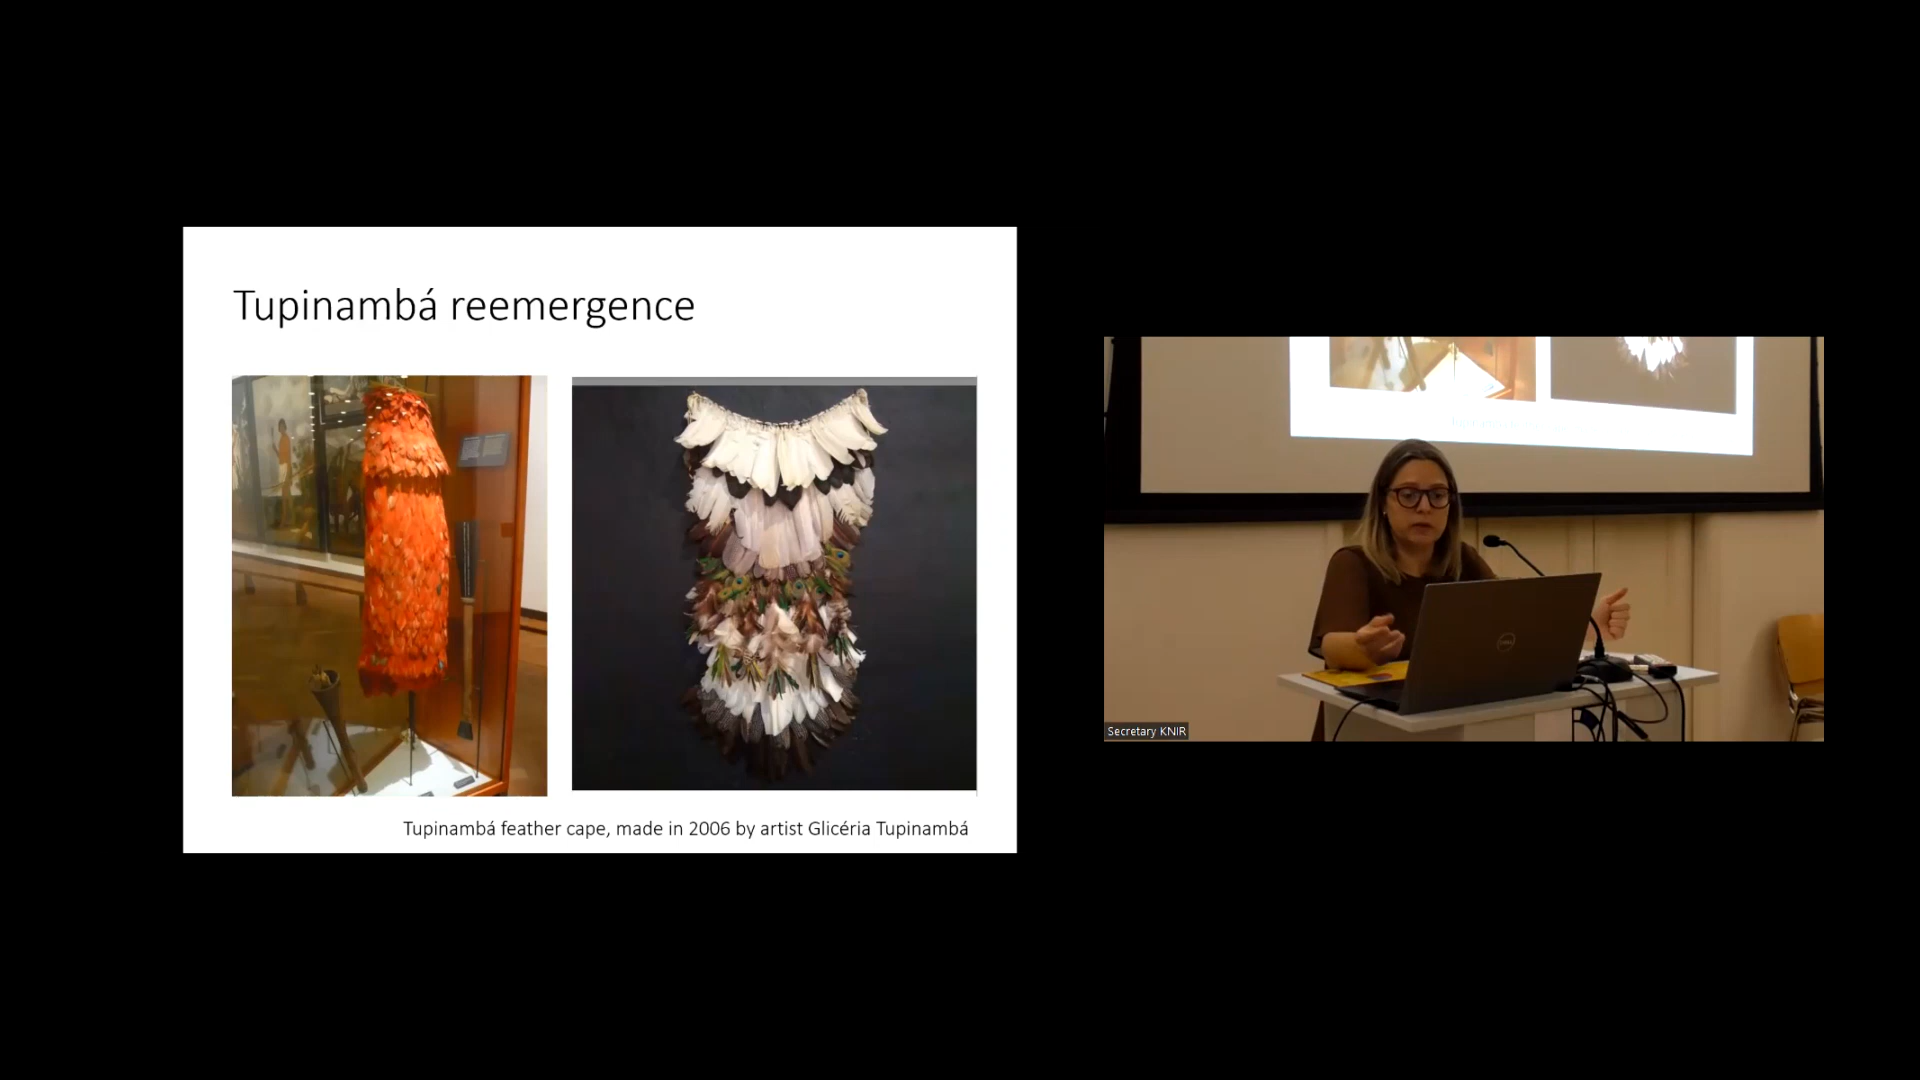 Tupinambá reemergence
Tupinambá feather cape, made in 2006 by artist Glicéria Tupinambá
Secretary KNIR